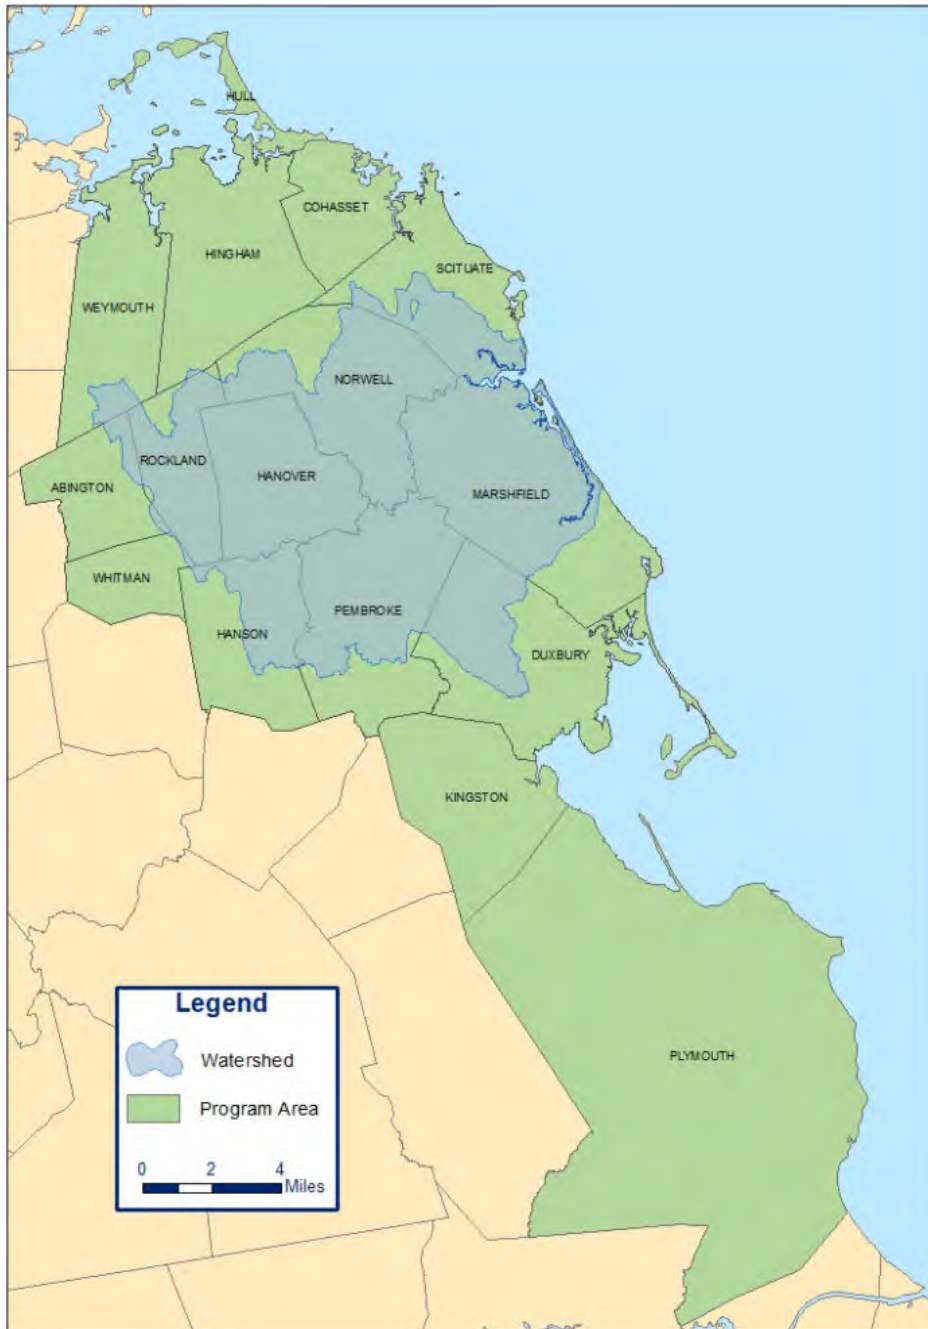 HULL
COHASSET
HINGHAM
SCITUATE
WEYMOUTH
NORWELL
ROCKLAND
HANOVER
ABINGTON
MARSHFIELD
WHITMAN
PEMBROKE
HANSON
DUXBURY
KINGSTON
PLYMOUTH
Legend
Watershed
Program Area
0 2 4
Miles